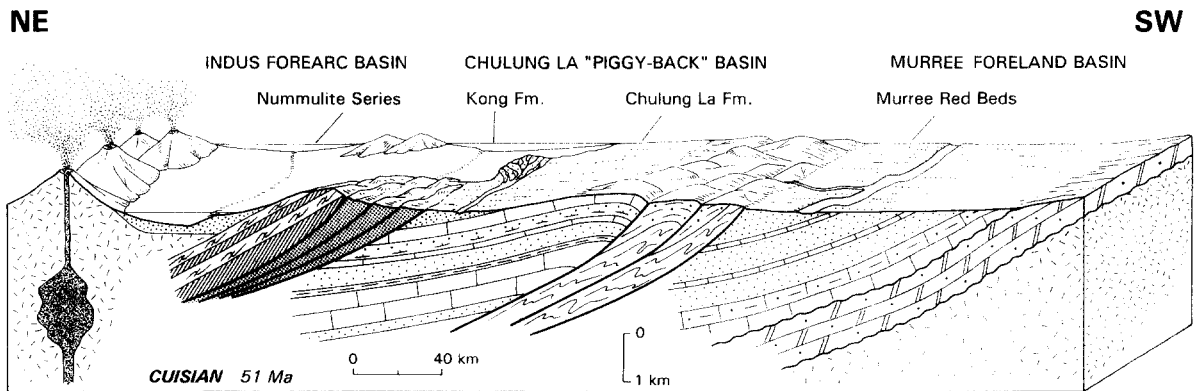 NE
SW
INDUS FOREARC BASIN
CHULUNG LA "PIGGY-BACK" BASIN
MURREE FORELAND BASIN
Nummulite Series
Kong Fm.
Chulung La Fm.
Murree Red Beds
0
1 km
0 40 km
CUISIAN 51 Ma